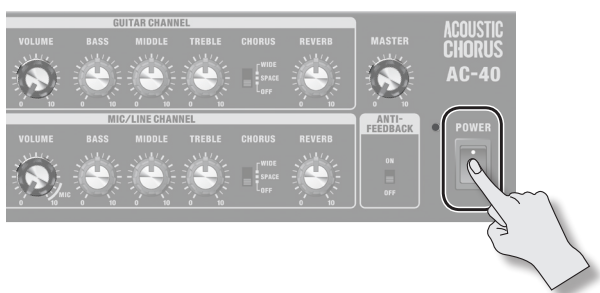 GUITAR CHANNEL
VOLUME BASS MIDDLE TREBLE CHORUS REVERB MASTER
WIDE
SPACE
OFF
0 10 0 10 0 10 0 10 0 10 0 10
ACOUSTIC
CHORUS
AC-40
MIC/LINE CHANNEL
VOLUME BASS MIDDLE TREBLE CHORUS REVERB
WIDE
SPACE
OFF
MIC
0 10 0 10 0 10 0 10 0 10
ANTI-
FEEDBACK
ON
OFF
POWER